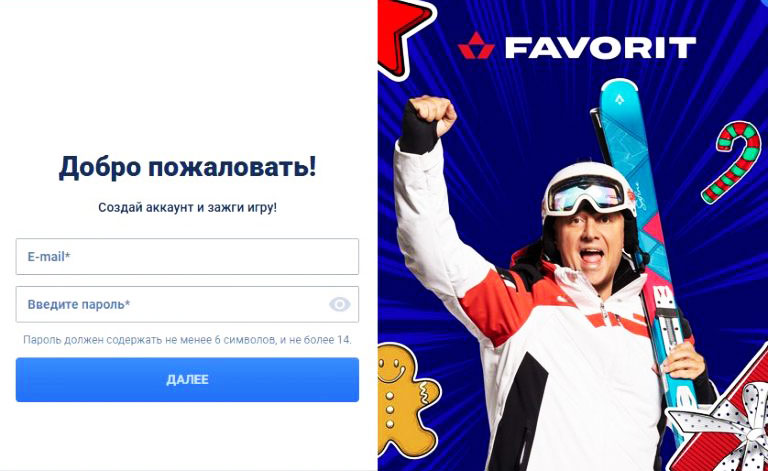 FAVORIT
Добро пожаловать!
Создай аккаунт и зажги игру!
E-mail*
Введите пароль*
Пароль должен содержать не менее 6 символов, и не более 14.
ДАЛЕЕ